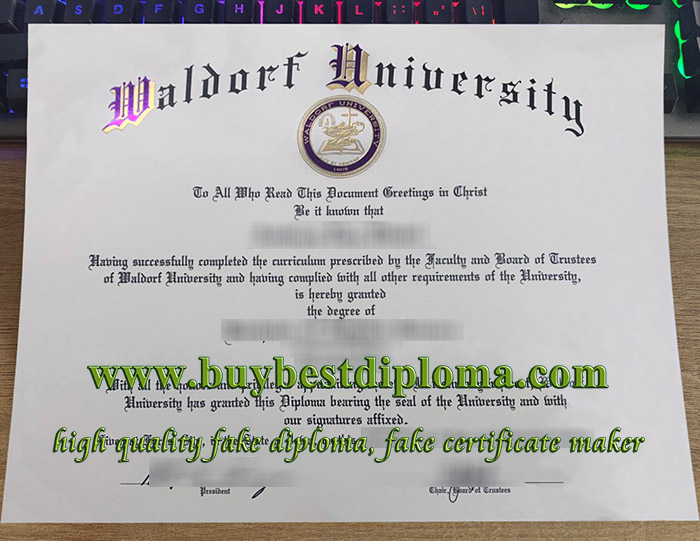 A S D F G H J K L ; : " '
Waldorf University
WALDORF UNIVERSITY
1903
To All Who Read This Document Greetings in Christ
Be it known that
Having successfully completed the curriculum prescribed by the Faculty and Board of Trustees
of Waldorf University and having complied with all other requirements of the University,
is hereby granted
the degree of
www.buybestdiploma.com
With all the
University has granted this Diploma bearing the seal of the University and with
our signatures affixed.
high quality fake diploma, fake certificate maker
President
Chair, Board of Trustees